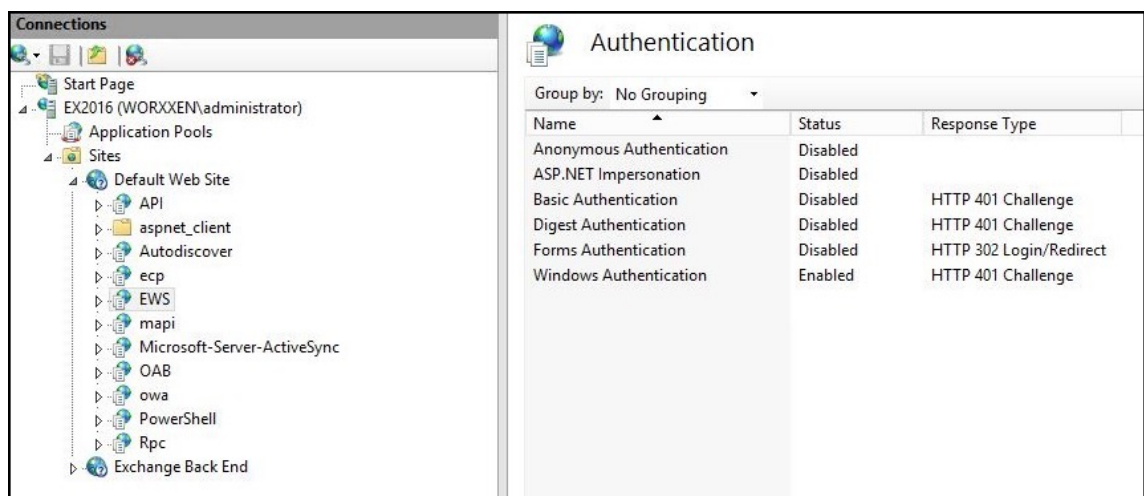 Connections
Start Page
EX2016 (WORXXEN\administrator)
Application Pools
Sites
Default Web Site
API
aspnet_client
Autodiscover
ecp
EWS
mapi
Microsoft-Server-ActiveSync
OAB
owa
PowerShell
Rpc
Exchange Back End
Authentication
Group by: No Grouping
Name Status Response Type
Anonymous Authentication Disabled
ASP.NET Impersonation Disabled
Basic Authentication Disabled HTTP 401 Challenge
Digest Authentication Disabled HTTP 401 Challenge
Forms Authentication Disabled HTTP 302 Login/Redirect
Windows Authentication Enabled HTTP 401 Challenge